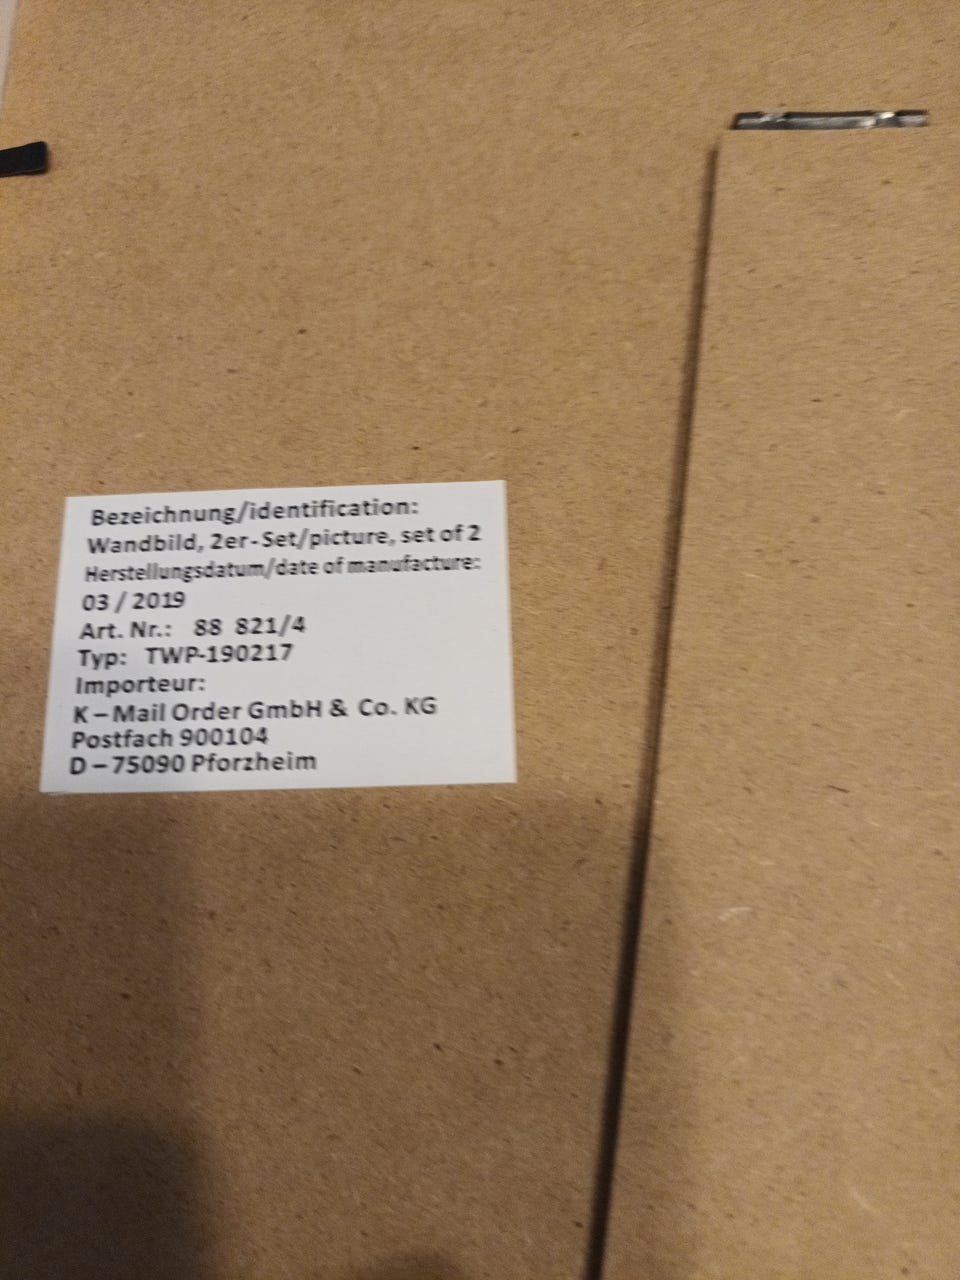 Bezeichnung/identification:
Wandbild, 2er-Set/picture, set of 2
Herstellungsdatum/date of manufacture:
03 / 2019
Art. Nr.: 88 821/4
Typ: TWP-190217
Importeur:
K – Mail Order GmbH & Co. KG
Postfach 900104
D – 75090 Pforzheim